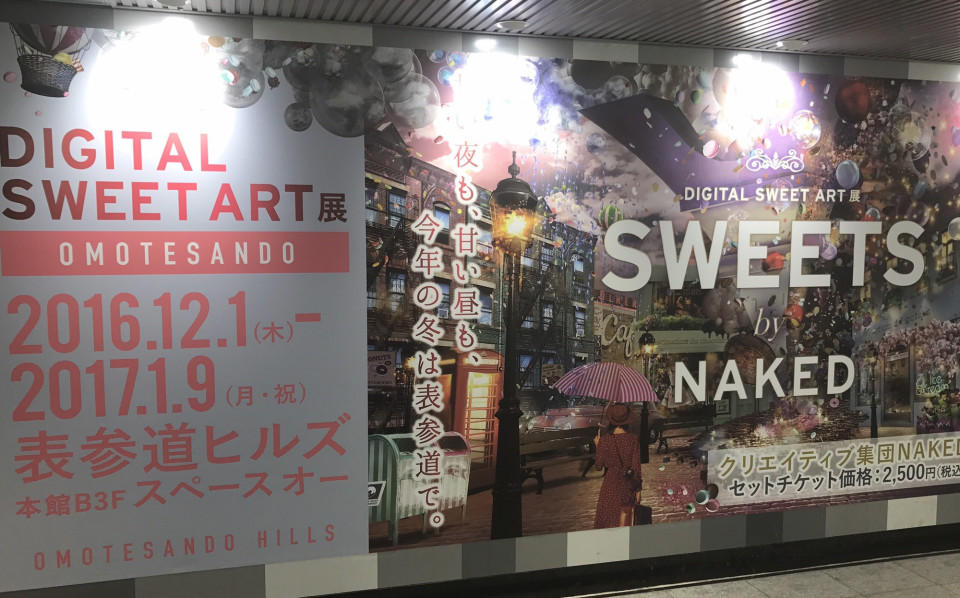 DIGITAL
SWEET ART展
OMOTESANDO
2016.12.1(木)–
2017.1.9(月・祝)
表参道ヒルズ
本館B3F スペース オー
OMOTESANDO HILLS
夜も、甘い昼も、
今年の冬は表参道で。
DIGITAL SWEET ART展
SWEETS
by
NAKED
クリエイティブ集団NAKED
セットチケット価格:2,500円(税込
DONUTS
Ice
Cream